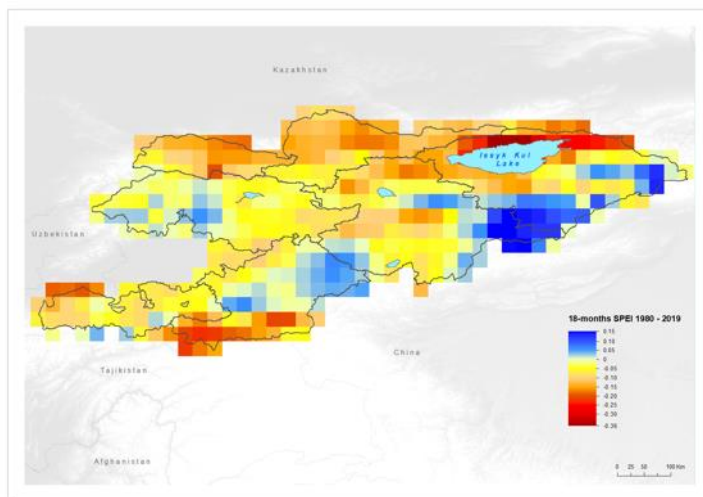 Kazakhstan
Issyk Kul
Lake
Uzbekistan
18-months SPEI 1980 - 2019
0.15
0.10
0.05
0
-0.05
-0.10
-0.15
-0.20
-0.25
-0.30
-0.36
China
Tajikistan
Afghanistan
0 25 50 100 Km